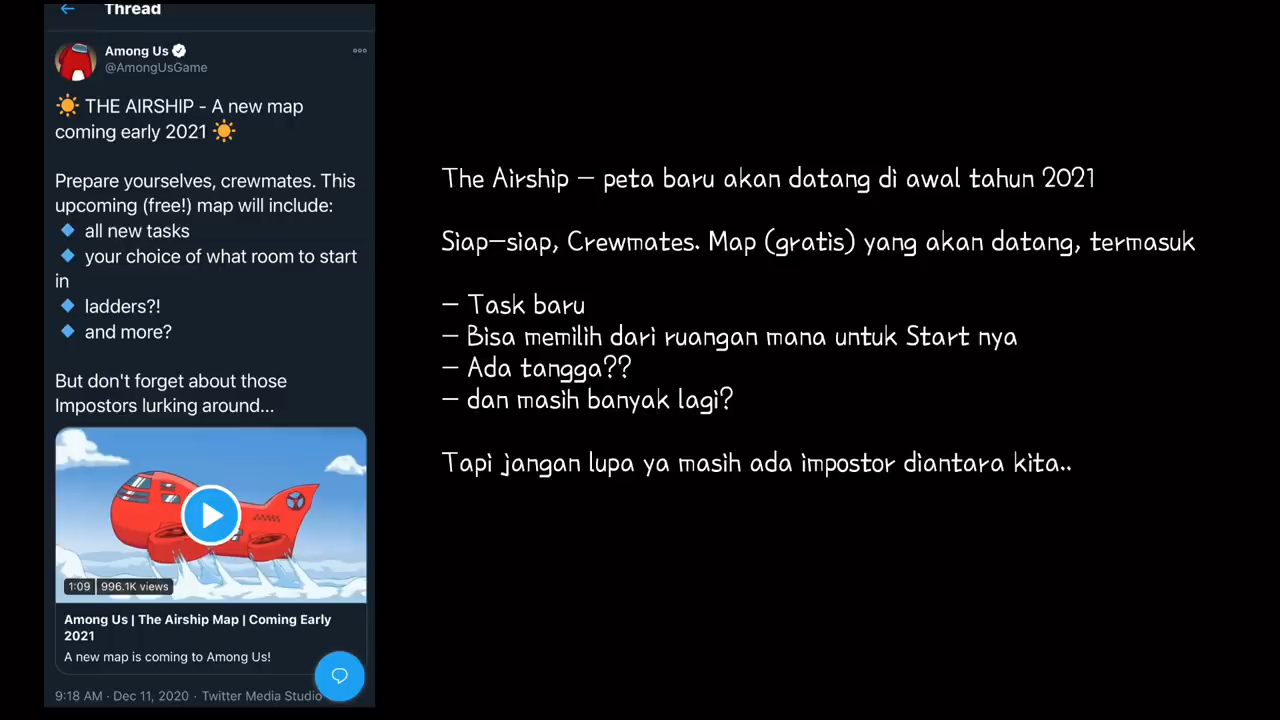 Thread
Among Us
@AmongUsGame
☀️ THE AIRSHIP - A new map
coming early 2021 ☀️
Prepare yourselves, crewmates. This
upcoming (free!) map will include:
🔹 all new tasks
🔹 your choice of what room to start
in
🔹 ladders?!
🔹 and more?
But don't forget about those
Impostors lurking around...
1:09 996.1K views
Among Us | The Airship Map | Coming Early
2021
A new map is coming to Among Us!
9:18 AM · Dec 11, 2020 · Twitter Media Studio
The Airship – peta baru akan datang di awal tahun 2021
Siap-siap, Crewmates. Map (gratis) yang akan datang, termasuk
- Task baru
- Bisa memilih dari ruangan mana untuk Start nya
- Ada tangga??
- dan masih banyak lagi?
Tapi jangan lupa ya masih ada impostor diantara kita..